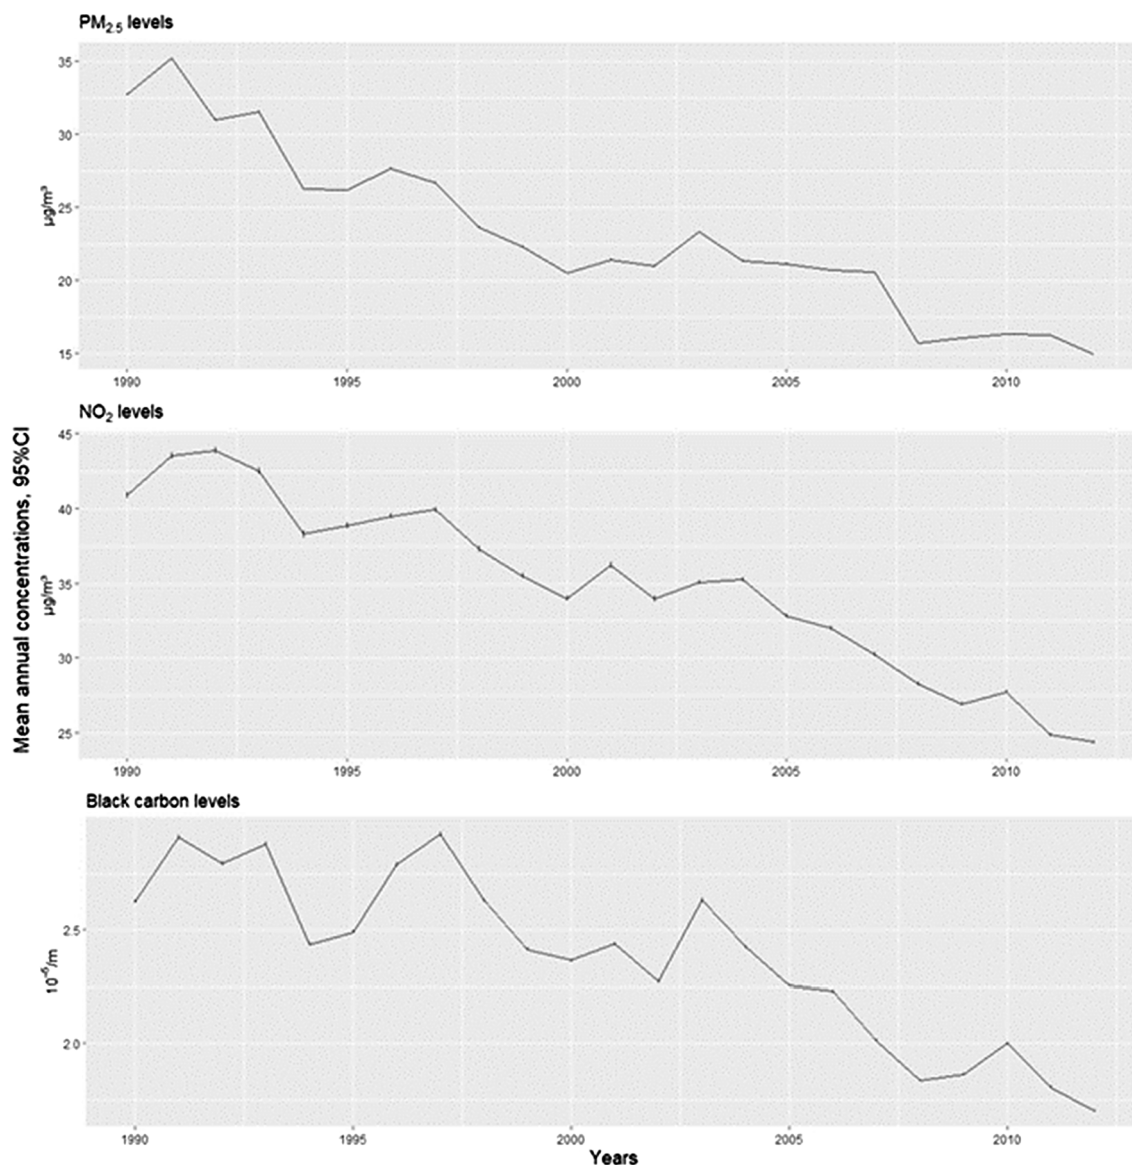 PM2.5 levels
35
30
25
20
15
µg/m³
1990 1995 2000 2005 2010
NO2 levels
45
40
35
30
25
µg/m³
Mean annual concentrations, 95%CI
1990 1995 2000 2005 2010
Black carbon levels
2.5
2.0
10⁻⁵/m
1990 1995 2000 2005 2010
Years